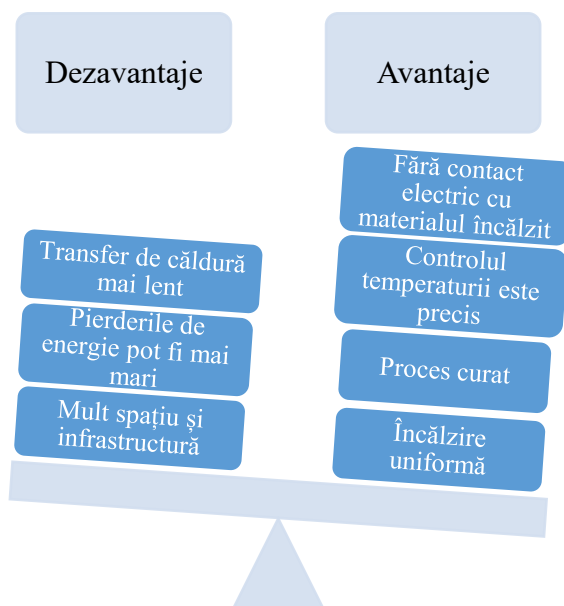 Dezavantaje
Avantaje
Transfer de căldură
mai lent
Pierderile de
energie pot fi mai
mari
Mult spațiu și
infrastructură
Fără contact
electric cu
materialul încălzit
Controlul
temperaturii este
precis
Proces curat
Încălzire
uniformă